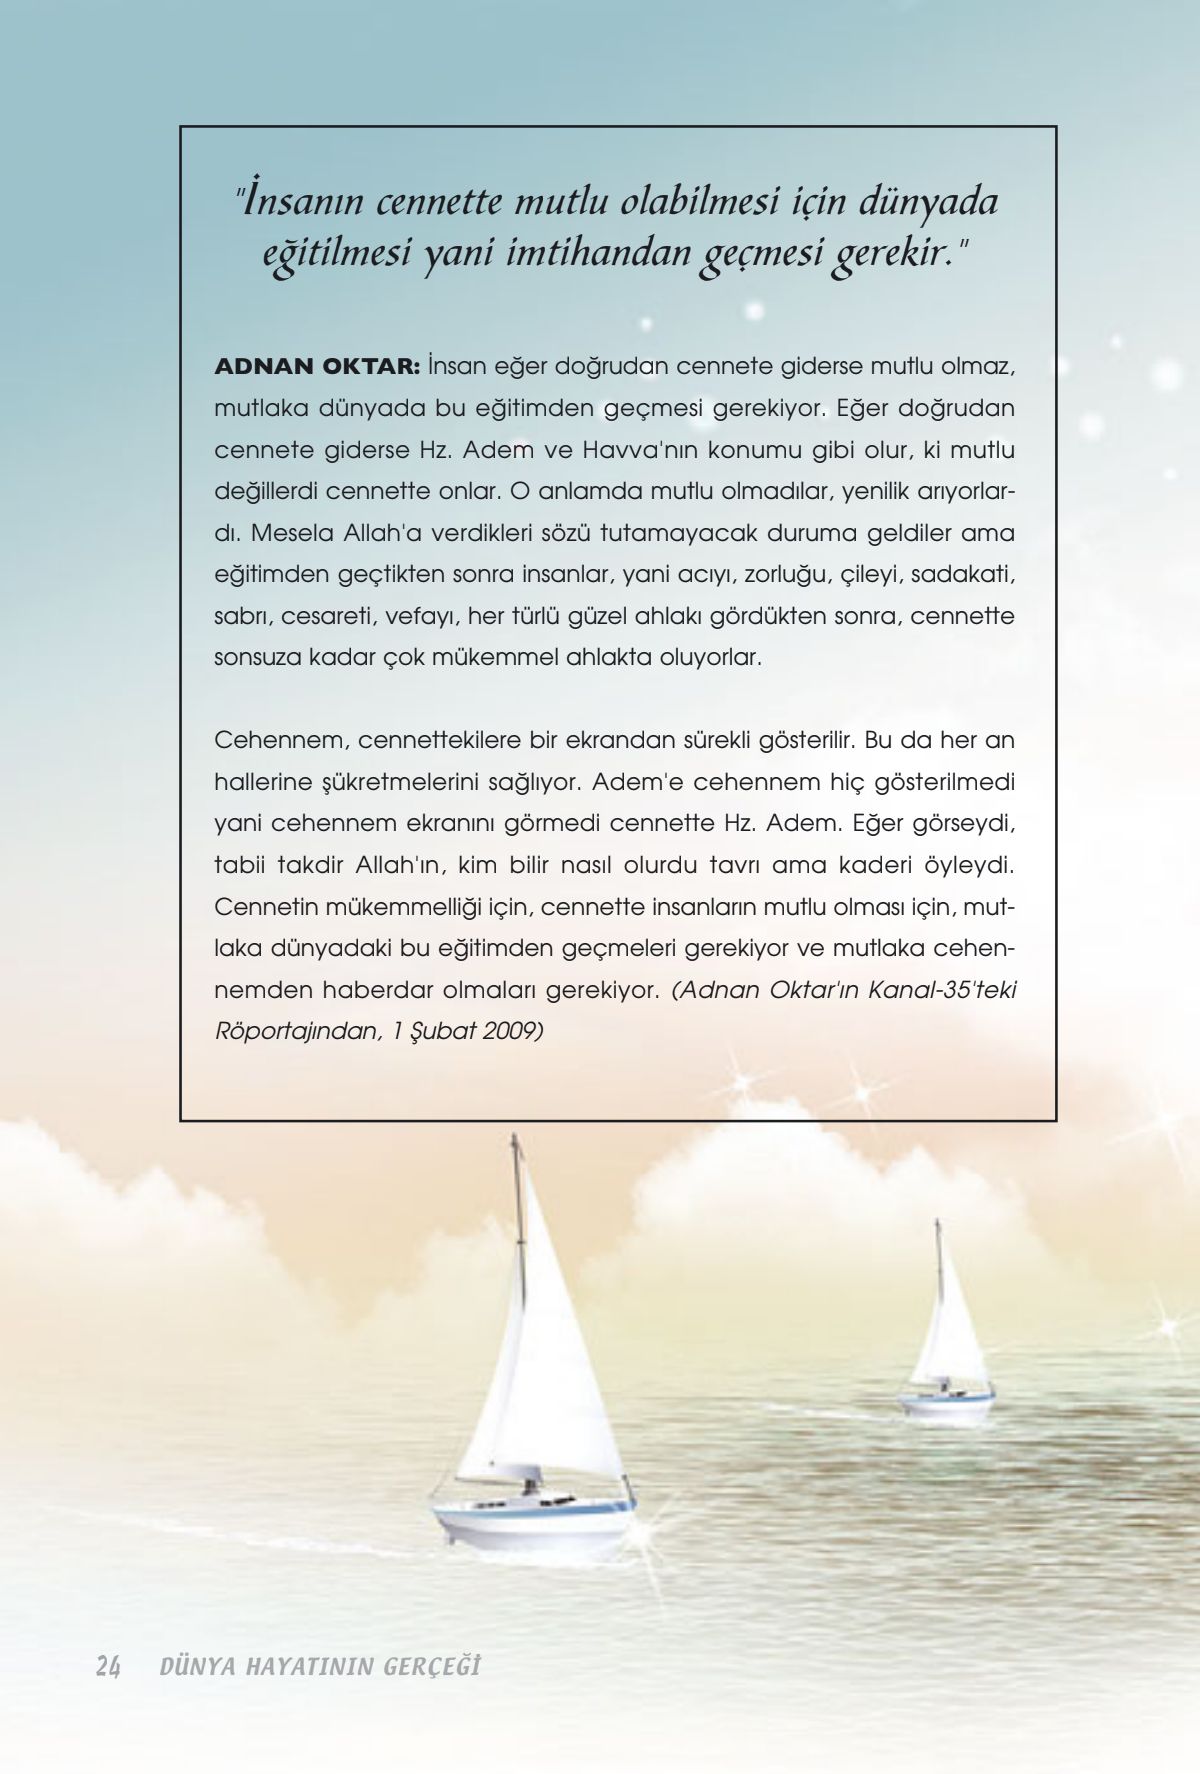 "İnsanın cennette mutlu olabilmesi için dünyada
eğitilmesi yani imtihandan geçmesi gerekir."
ADNAN OKTAR: İnsan eğer doğrudan cennete giderse mutlu olmaz,
mutlaka dünyada bu eğitimden geçmesi gerekiyor. Eğer doğrudan
cennete giderse Hz. Adem ve Havva'nın konumu gibi olur, ki mutlu
değillerdi cennette onlar. O anlamda mutlu olmadılar, yenilik arıyorlar-
dı. Mesela Allah'a verdikleri sözü tutamayacak duruma geldiler ama
eğitimden geçtikten sonra insanlar, yani acıyı, zorluğu, çileyi, sadakati,
sabrı, cesareti, vefayı, her türlü güzel ahlakı gördükten sonra, cennette
sonsuza kadar çok mükemmel ahlakta oluyorlar.
Cehennem, cennettekilere bir ekrandan sürekli gösterilir. Bu da her an
hallerine şükretmelerini sağlıyor. Adem'e cehennem hiç gösterilmedi
yani cehennem ekranını görmedi cennette Hz. Adem. Eğer görseydi,
tabii takdir Allah'ın, kim bilir nasıl olurdu tavrı ama kaderi öyleydi.
Cennetin mükemmelliği için, cennette insanların mutlu olması için, mut-
laka dünyadaki bu eğitimden geçmeleri gerekiyor ve mutlaka cehen-
nemden haberdar olmaları gerekiyor. (Adnan Oktar'ın Kanal-35'teki
Röportajından, 1 Şubat 2009)
24 DÜNYA HAYATININ GERÇEĞİ